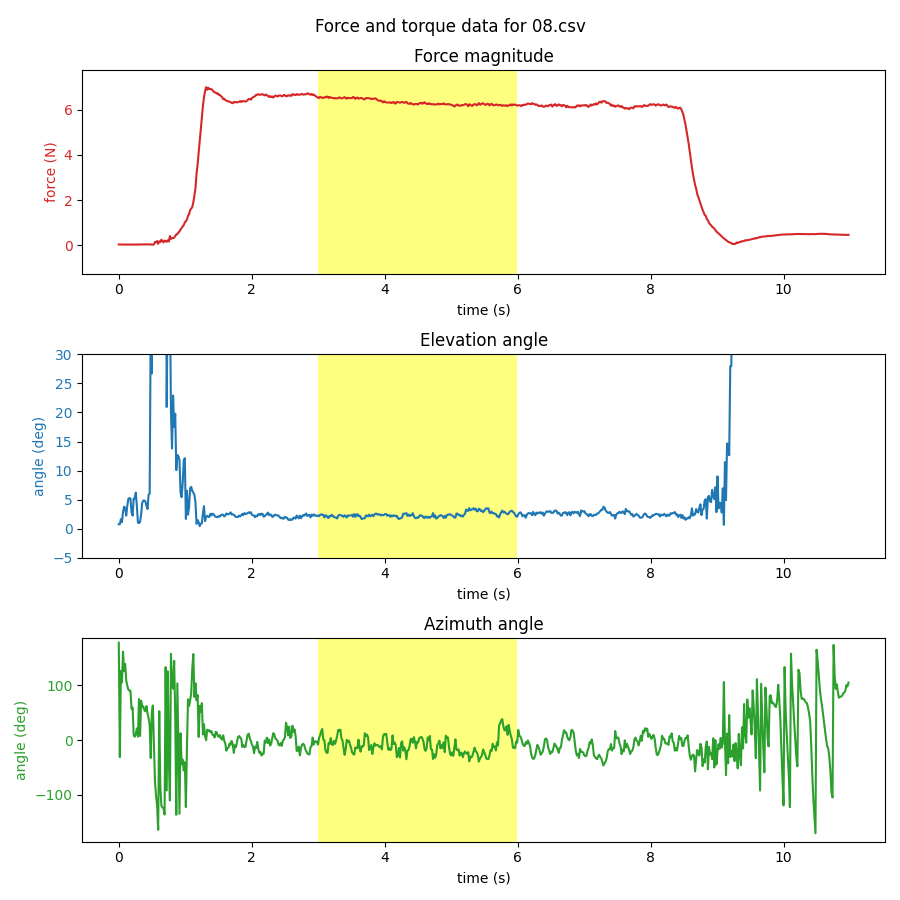 Force and torque data for 08.csv
Force magnitude
force (N)
6
4
2
0
0 2 4 6 8 10
time (s)
Elevation angle
angle (deg)
30
25
20
15
10
5
0
−5
0 2 4 6 8 10
time (s)
Azimuth angle
angle (deg)
100
0
−100
0 2 4 6 8 10
time (s)